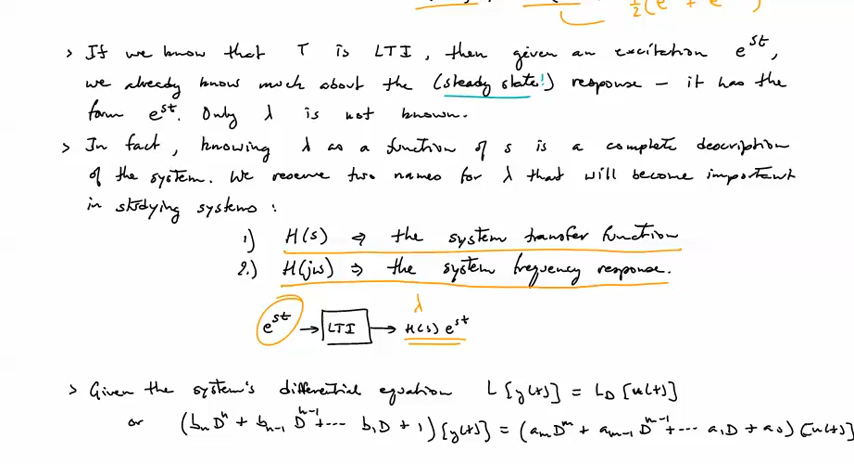 ½(e + e )
> If we know that T is LTI, then given an excitation e^st,
we already know much about the (steady state!) response – it has the
form e^st. Only λ is not known.
> In fact, knowing λ as a function of s is a complete description
of the system. We reserve two names for λ that will become important
in studying systems :
1) H(s) ⇒ the system transfer function
2.) H(jω) ⇒ the system frequency response.
λ
e^st → LTI → H(s) e^st
> Given the system's differential equation L[y(t)] = L_D[u(t)]
or (b_n D^n + b_n-1 D^n-1 + ··· b_1 D + 1){y(t)} = (a_m D^m + a_m-1 D^m-1 + ··· a_1 D + a_0) {u(t)}